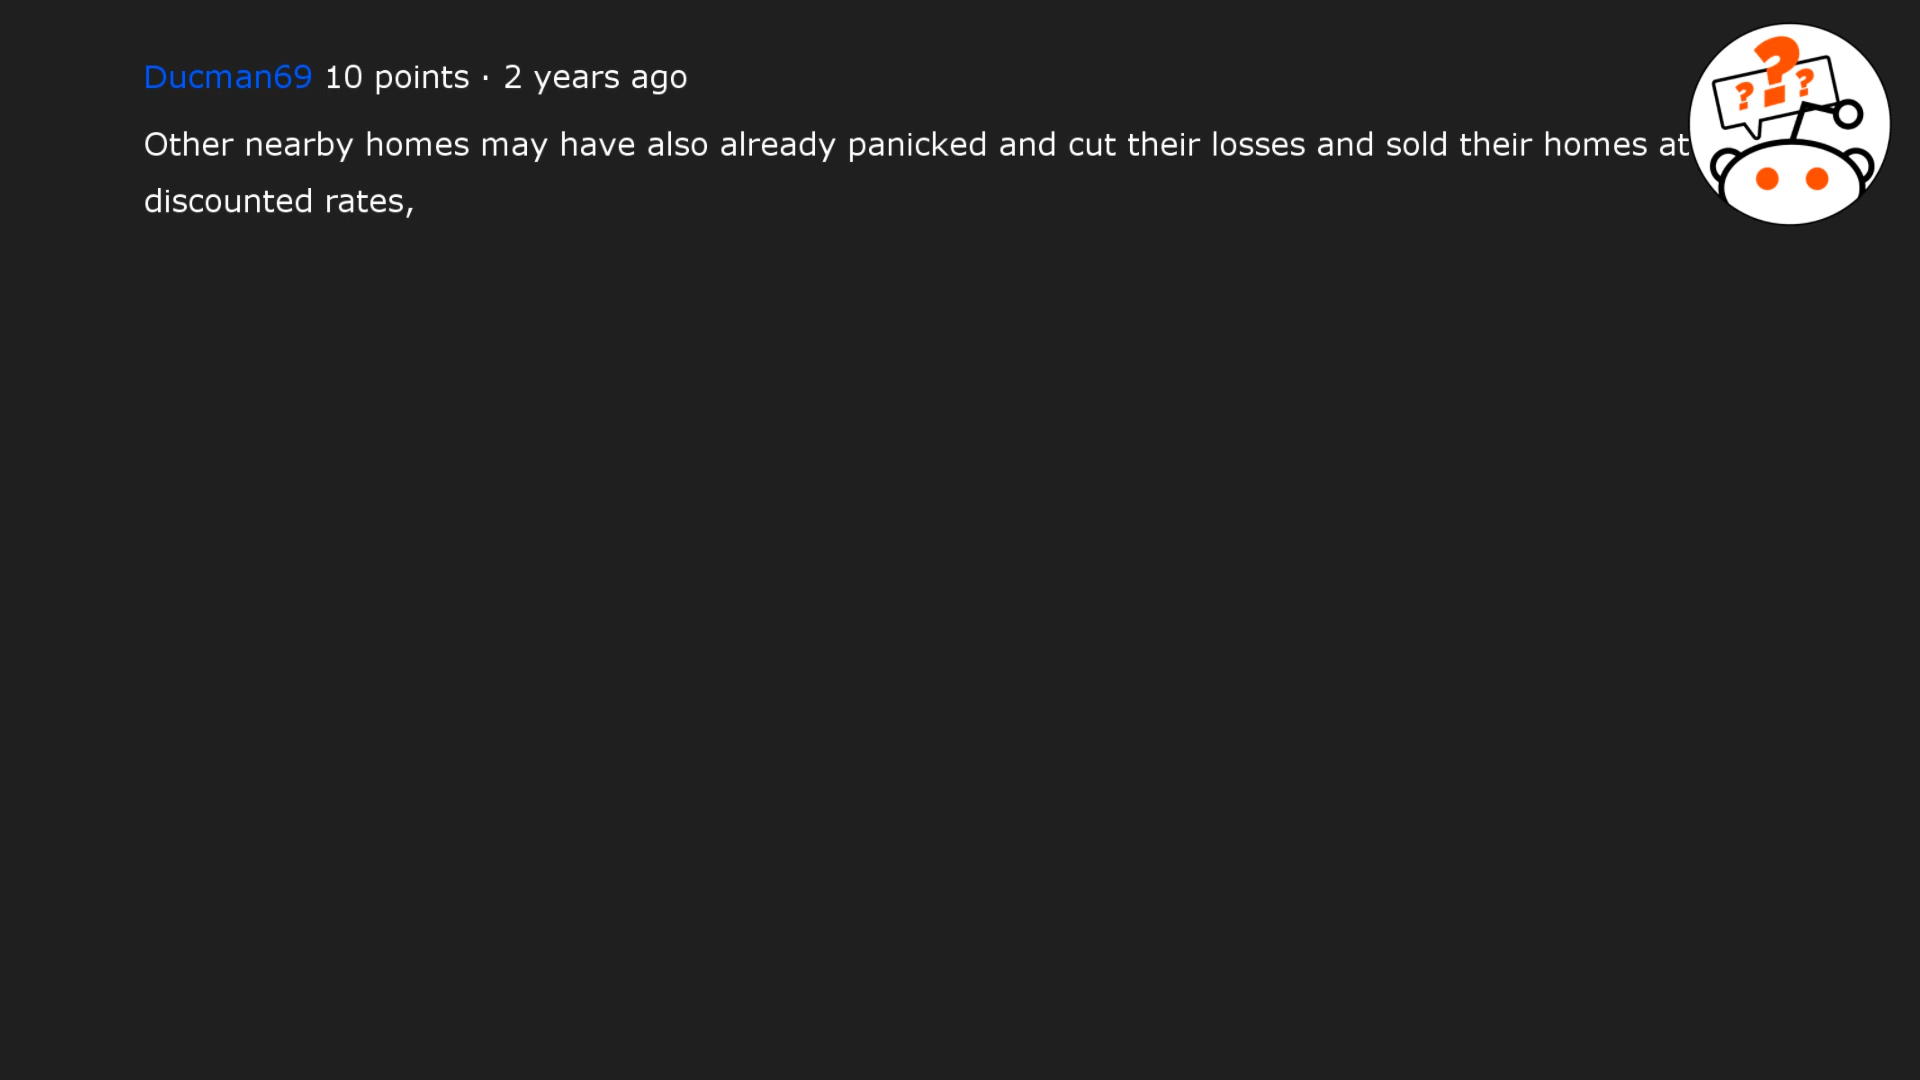 Ducman69 10 points · 2 years ago
Other nearby homes may have also already panicked and cut their losses and sold their homes at
discounted rates,
? ? ?